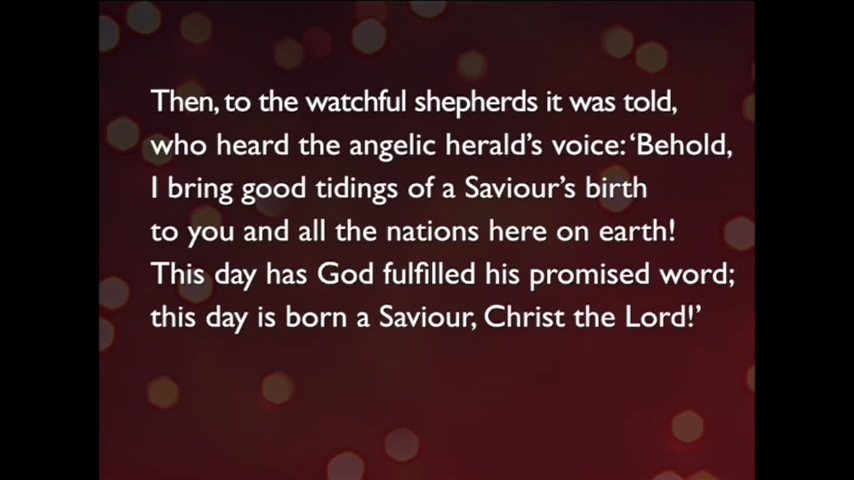 Then, to the watchful shepherds it was told,
who heard the angelic herald’s voice: ‘Behold,
I bring good tidings of a Saviour’s birth
to you and all the nations here on earth!
This day has God fulfilled his promised word;
this day is born a Saviour, Christ the Lord!’